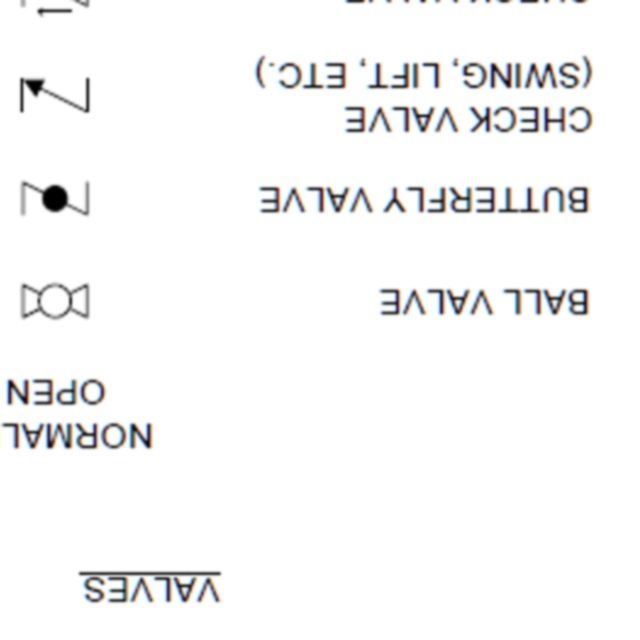 VALVES
NORMAL
OPEN
BALL VALVE
BUTTERFLY VALVE
CHECK VALVE
(SWING, LIFT, ETC.)